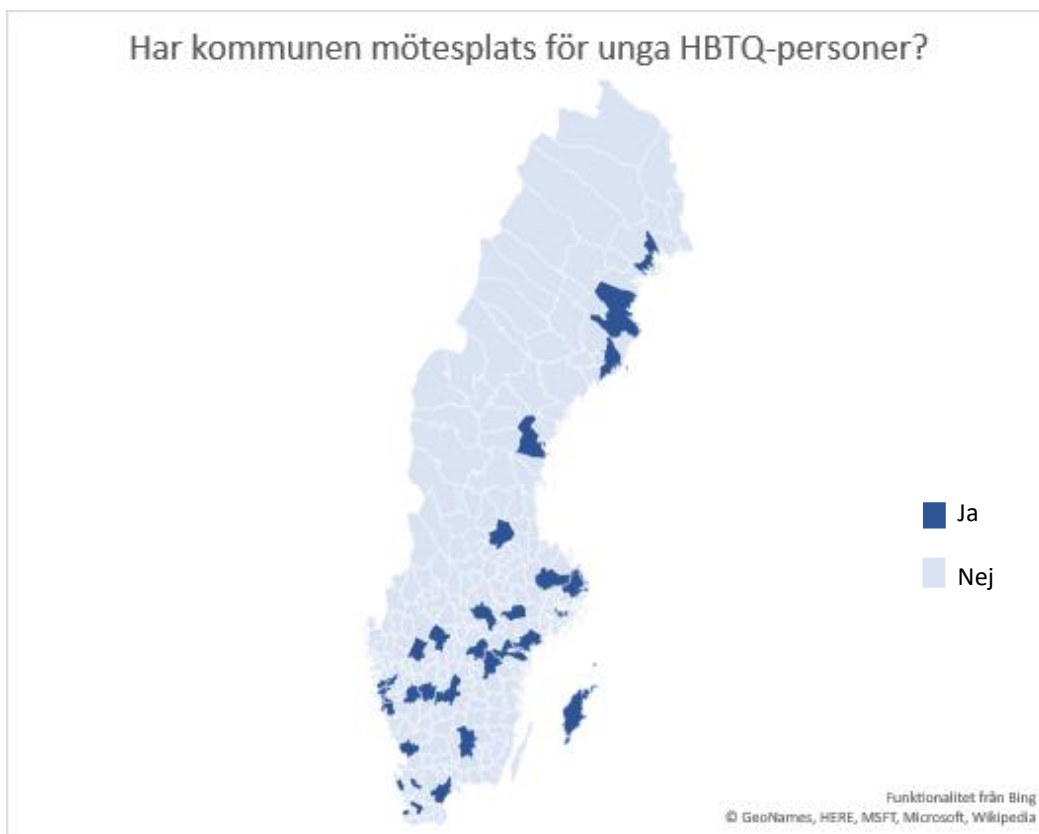 Har kommunen mötesplats för unga HBTQ-personer?
Ja
Nej
Funktionalitet från Bing
© GeoNames, HERE, MSFT, Microsoft, Wikipedia